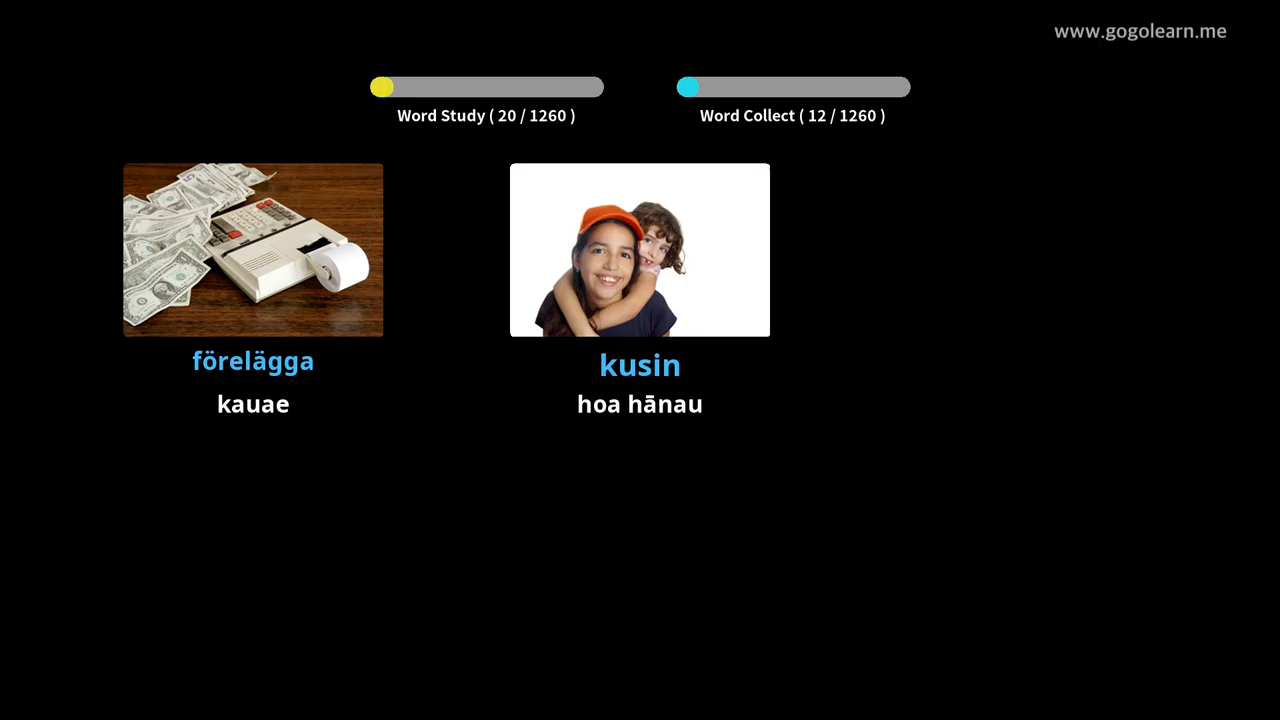 www.gogolearn.me
Word Study ( 20 / 1260 )
Word Collect ( 12 / 1260 )
förelägga
kauae
kusin
hoa hānau